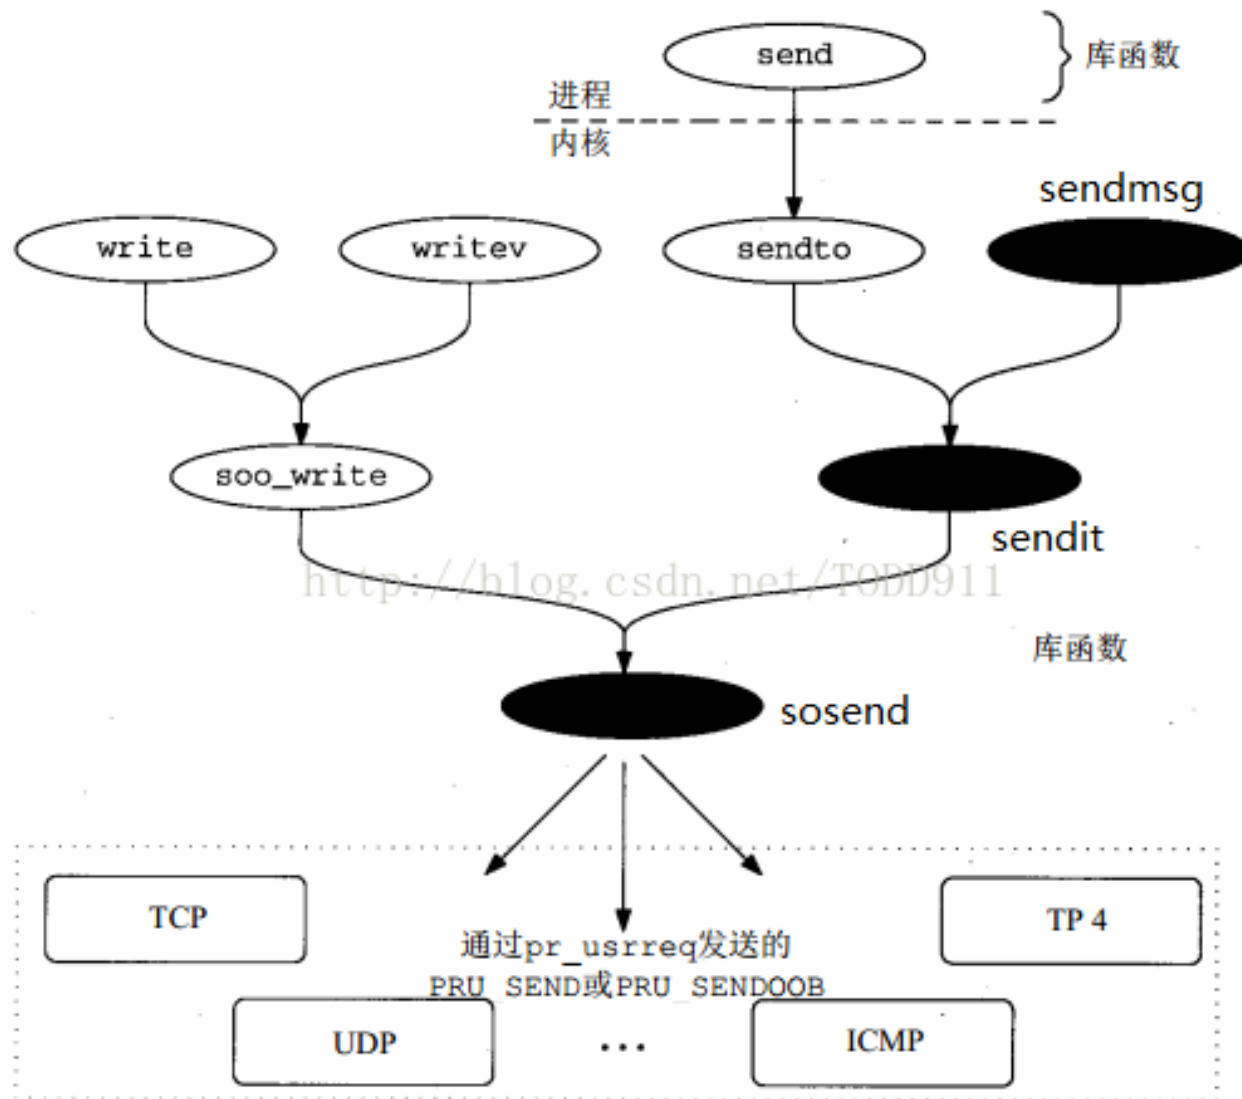 send
库函数
进程
内核
sendmsg
write
writev
sendto
soo_write
sendit
http://blog.csdn.net/TODD911
库函数
sosend
TCP
TP 4
通过pr_usrreq发送的
PRU_SEND或PRU_SENDOOB
UDP
...
ICMP